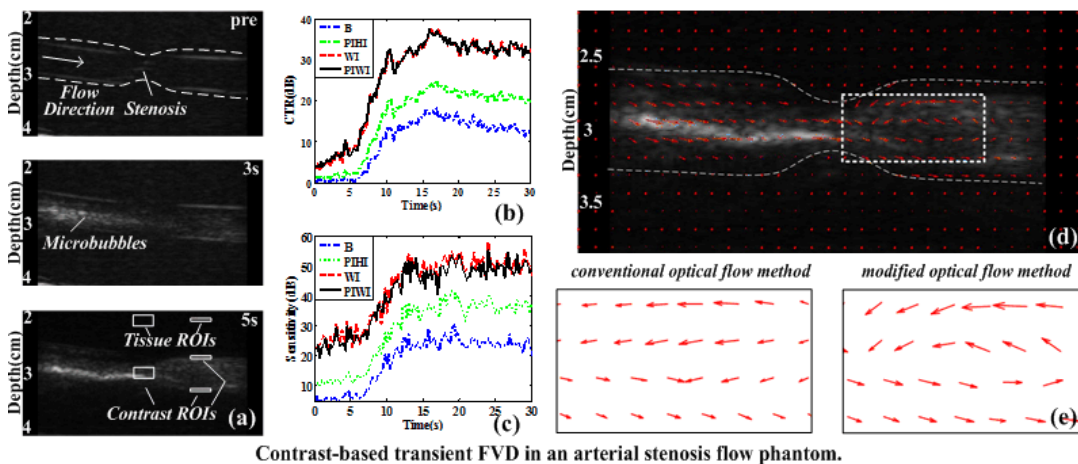 2
pre
Depth(cm)
3
Flow
Direction
Stenosis
4
2
3s
Depth(cm)
3
Microbubbles
4
2
5s
Tissue ROIs
Depth(cm)
3
Contrast ROIs
(a)
4
40
B
PIHI
WI
PIWI
30
CTR(dB)
20
10
0
0 5 10 15 20 25 30
Time(s)
(b)
60
B
PIHI
WI
PIWI
50
Sensitivity(dB)
40
30
20
10
0 5 10 15 20 25 30
Time(s)
(c)
2.5
Depth(cm)
3
3.5
(d)
conventional optical flow method
modified optical flow method
(e)
Contrast-based transient FVD in an arterial stenosis flow phantom.